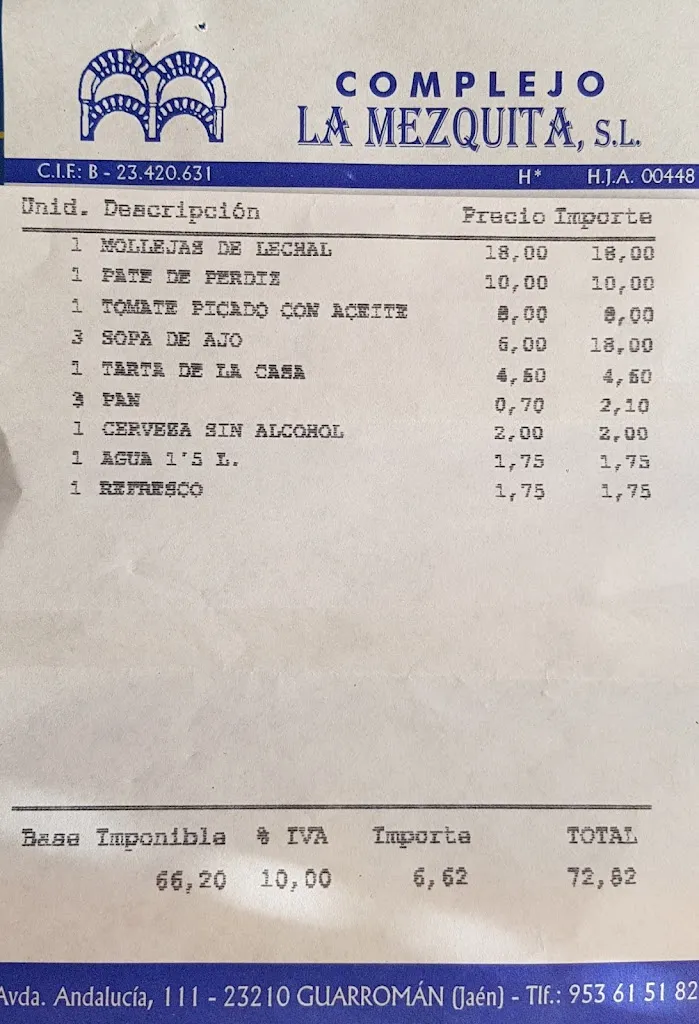 COMPLEJO
LA MEZQUITA, S.L.
C.I.F.: B - 23.420.631 H* H.J.A. 00448
Unid. Descripción Precio Importe
1 MOLLEJAS DE LECHAL 18,00 18,00
1 PATE DE PERDIZ 10,00 10,00
1 TOMATE PICADO CON ACEITE 8,00 8,00
3 SOPA DE AJO 6,00 18,00
1 TARTA DE LA CASA 4,60 4,60
3 PAN 0,70 2,10
1 CERVEZA SIN ALCOHOL 2,00 2,00
1 AGUA 1'5 L. 1,75 1,75
1 REFRESCO 1,75 1,75
Base Imponible % IVA Importe TOTAL
66,20 10,00 6,62 72,82
Avda. Andalucía, 111 - 23210 GUARROMÁN (Jaén) - Tlf.: 953 61 51 82